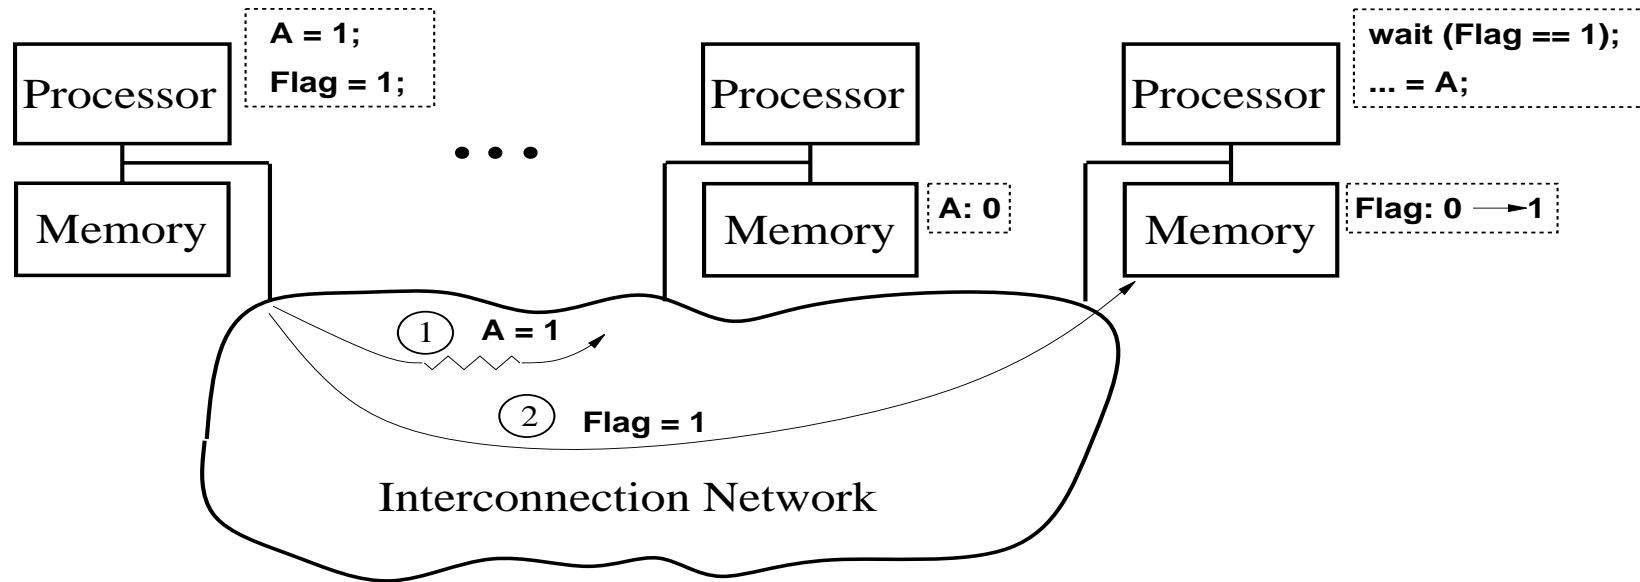 A = 1;
Flag = 1;
Processor
Memory
Processor
Memory
A: 0
wait (Flag == 1);
... = A;
Processor
Memory
Flag: 0 → 1
1 A = 1
2 Flag = 1
Interconnection Network